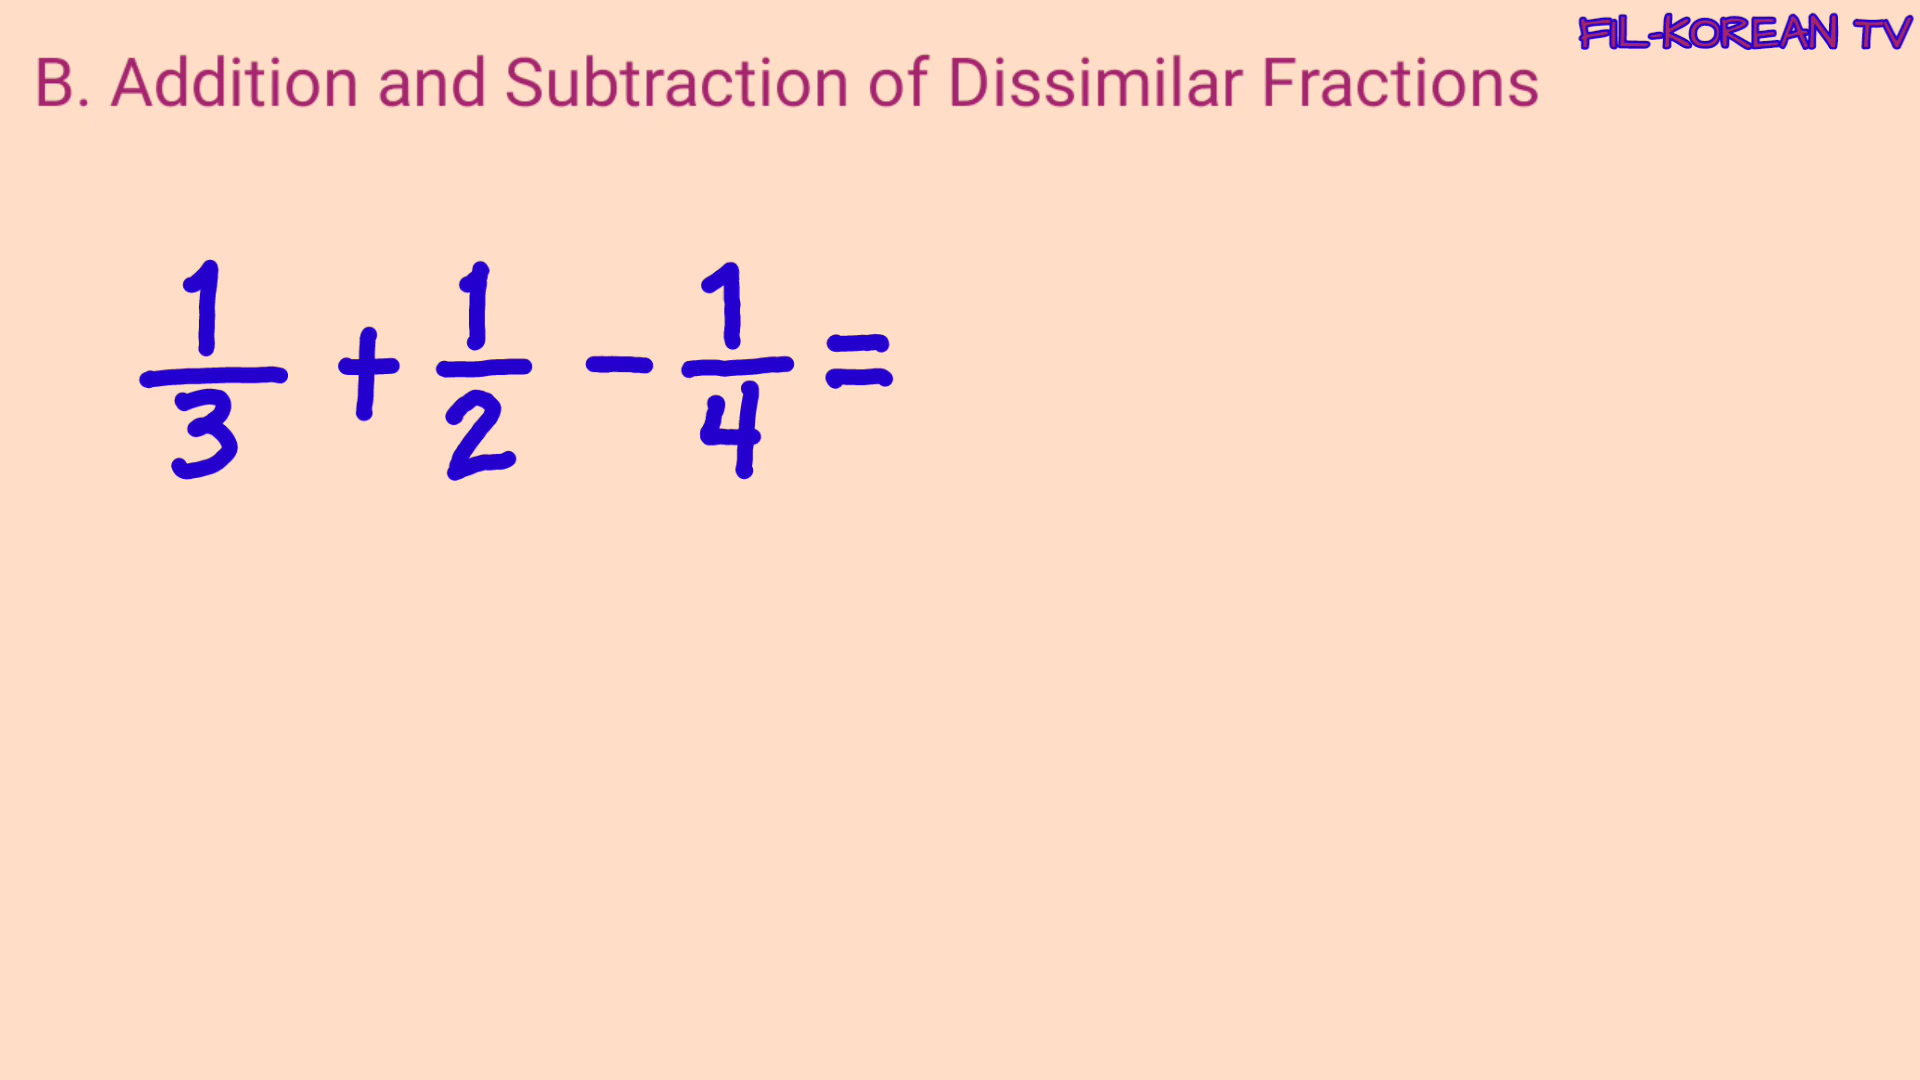 FIL-KOREAN TV
B. Addition and Subtraction of Dissimilar Fractions
1/3 + 1/2 - 1/4 =